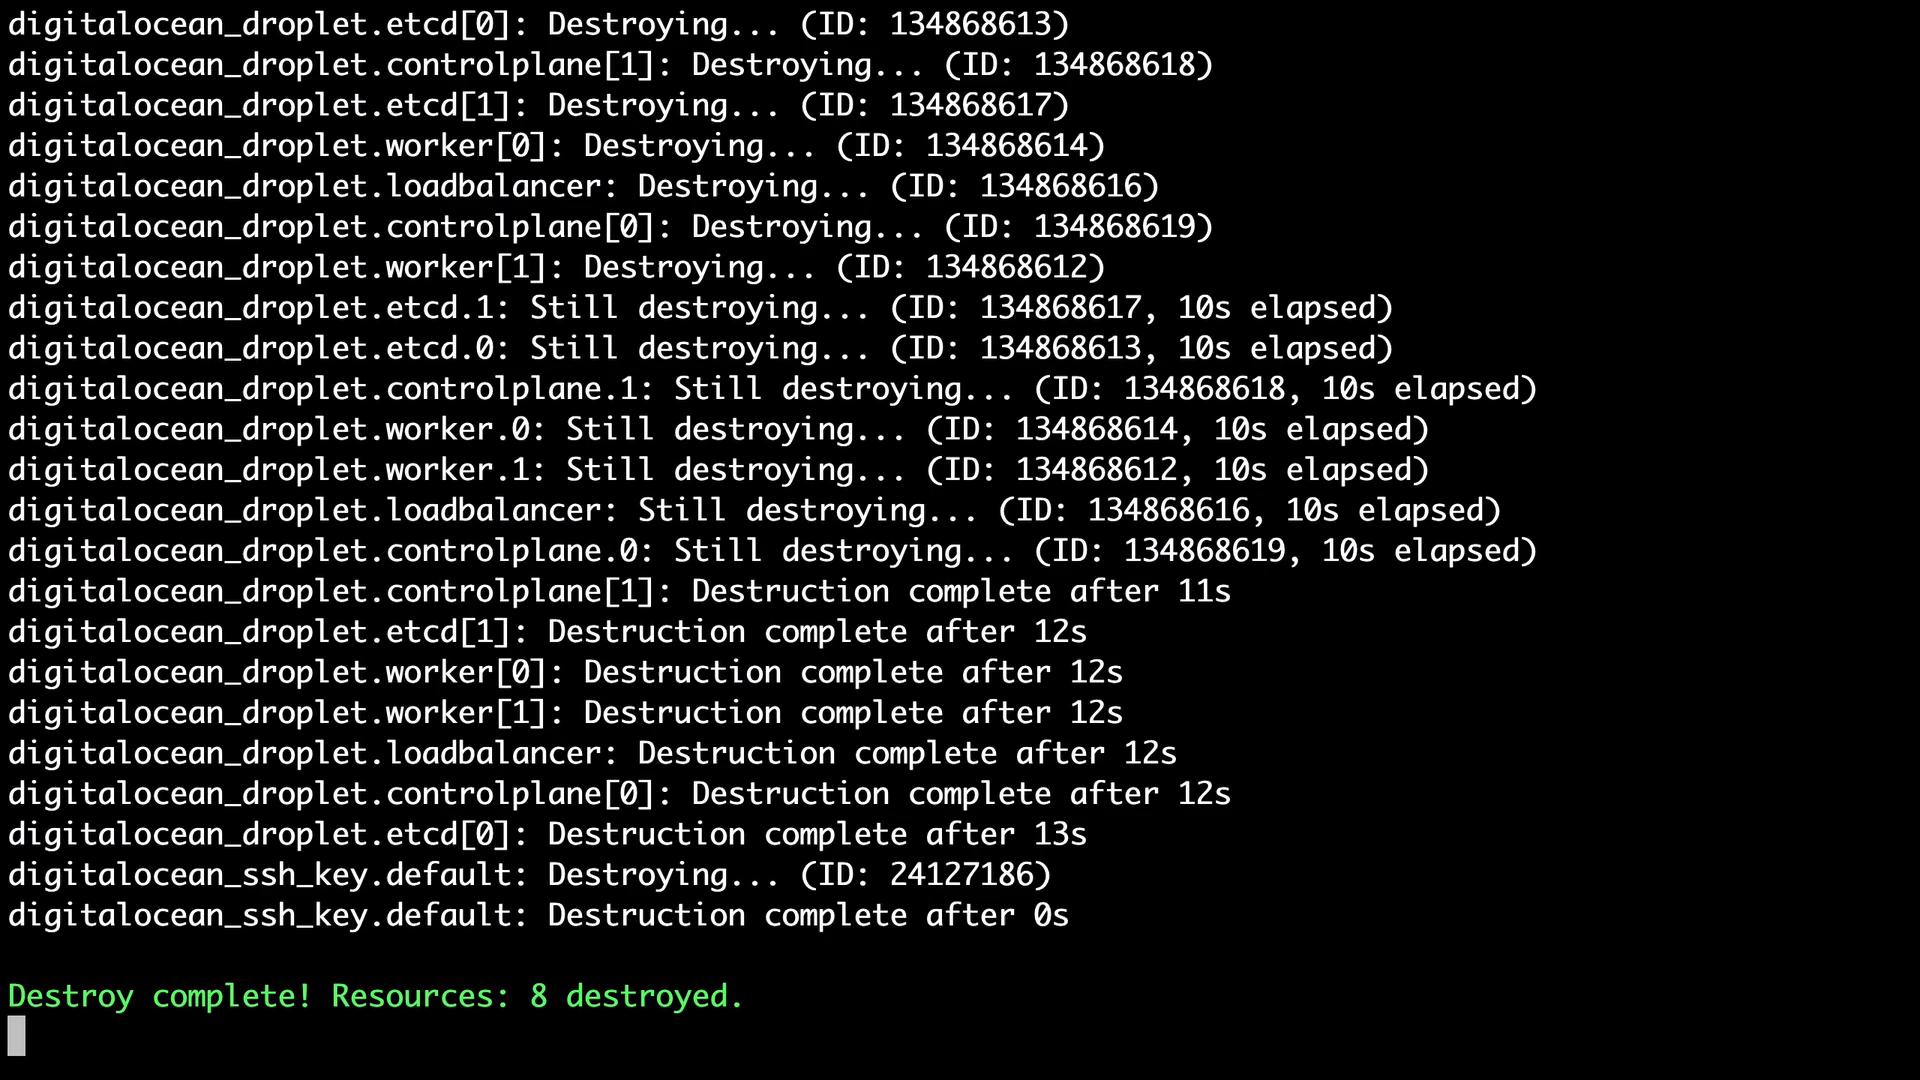 digitalocean_droplet.etcd[0]: Destroying... (ID: 134868613)
digitalocean_droplet.controlplane[1]: Destroying... (ID: 134868618)
digitalocean_droplet.etcd[1]: Destroying... (ID: 134868617)
digitalocean_droplet.worker[0]: Destroying... (ID: 134868614)
digitalocean_droplet.loadbalancer: Destroying... (ID: 134868616)
digitalocean_droplet.controlplane[0]: Destroying... (ID: 134868619)
digitalocean_droplet.worker[1]: Destroying... (ID: 134868612)
digitalocean_droplet.etcd.1: Still destroying... (ID: 134868617, 10s elapsed)
digitalocean_droplet.etcd.0: Still destroying... (ID: 134868613, 10s elapsed)
digitalocean_droplet.controlplane.1: Still destroying... (ID: 134868618, 10s elapsed)
digitalocean_droplet.worker.0: Still destroying... (ID: 134868614, 10s elapsed)
digitalocean_droplet.worker.1: Still destroying... (ID: 134868612, 10s elapsed)
digitalocean_droplet.loadbalancer: Still destroying... (ID: 134868616, 10s elapsed)
digitalocean_droplet.controlplane.0: Still destroying... (ID: 134868619, 10s elapsed)
digitalocean_droplet.controlplane[1]: Destruction complete after 11s
digitalocean_droplet.etcd[1]: Destruction complete after 12s
digitalocean_droplet.worker[0]: Destruction complete after 12s
digitalocean_droplet.worker[1]: Destruction complete after 12s
digitalocean_droplet.loadbalancer: Destruction complete after 12s
digitalocean_droplet.controlplane[0]: Destruction complete after 12s
digitalocean_droplet.etcd[0]: Destruction complete after 13s
digitalocean_ssh_key.default: Destroying... (ID: 24127186)
digitalocean_ssh_key.default: Destruction complete after 0s
Destroy complete! Resources: 8 destroyed.